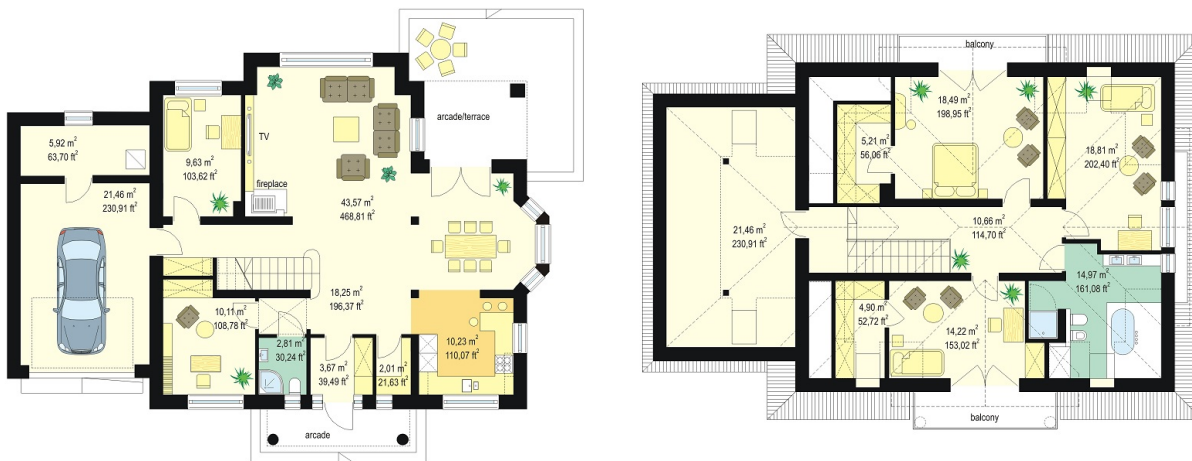 arcade/terrace
5,92 m²
63,70 ft²
9,63 m²
103,62 ft²
TV
fireplace
21,46 m²
230,91 ft²
43,57 m²
468,81 ft²
18,25 m²
196,37 ft²
10,11 m²
108,78 ft²
2,81 m²
30,24 ft²
3,67 m²
39,49 ft²
2,01 m²
21,63 ft²
10,23 m²
110,07 ft²
arcade
balcony
18,49 m²
198,95 ft²
5,21 m²
56,06 ft²
18,81 m²
202,40 ft²
21,46 m²
230,91 ft²
10,66 m²
114,70 ft²
14,97 m²
161,08 ft²
4,90 m²
52,72 ft²
14,22 m²
153,02 ft²
balcony